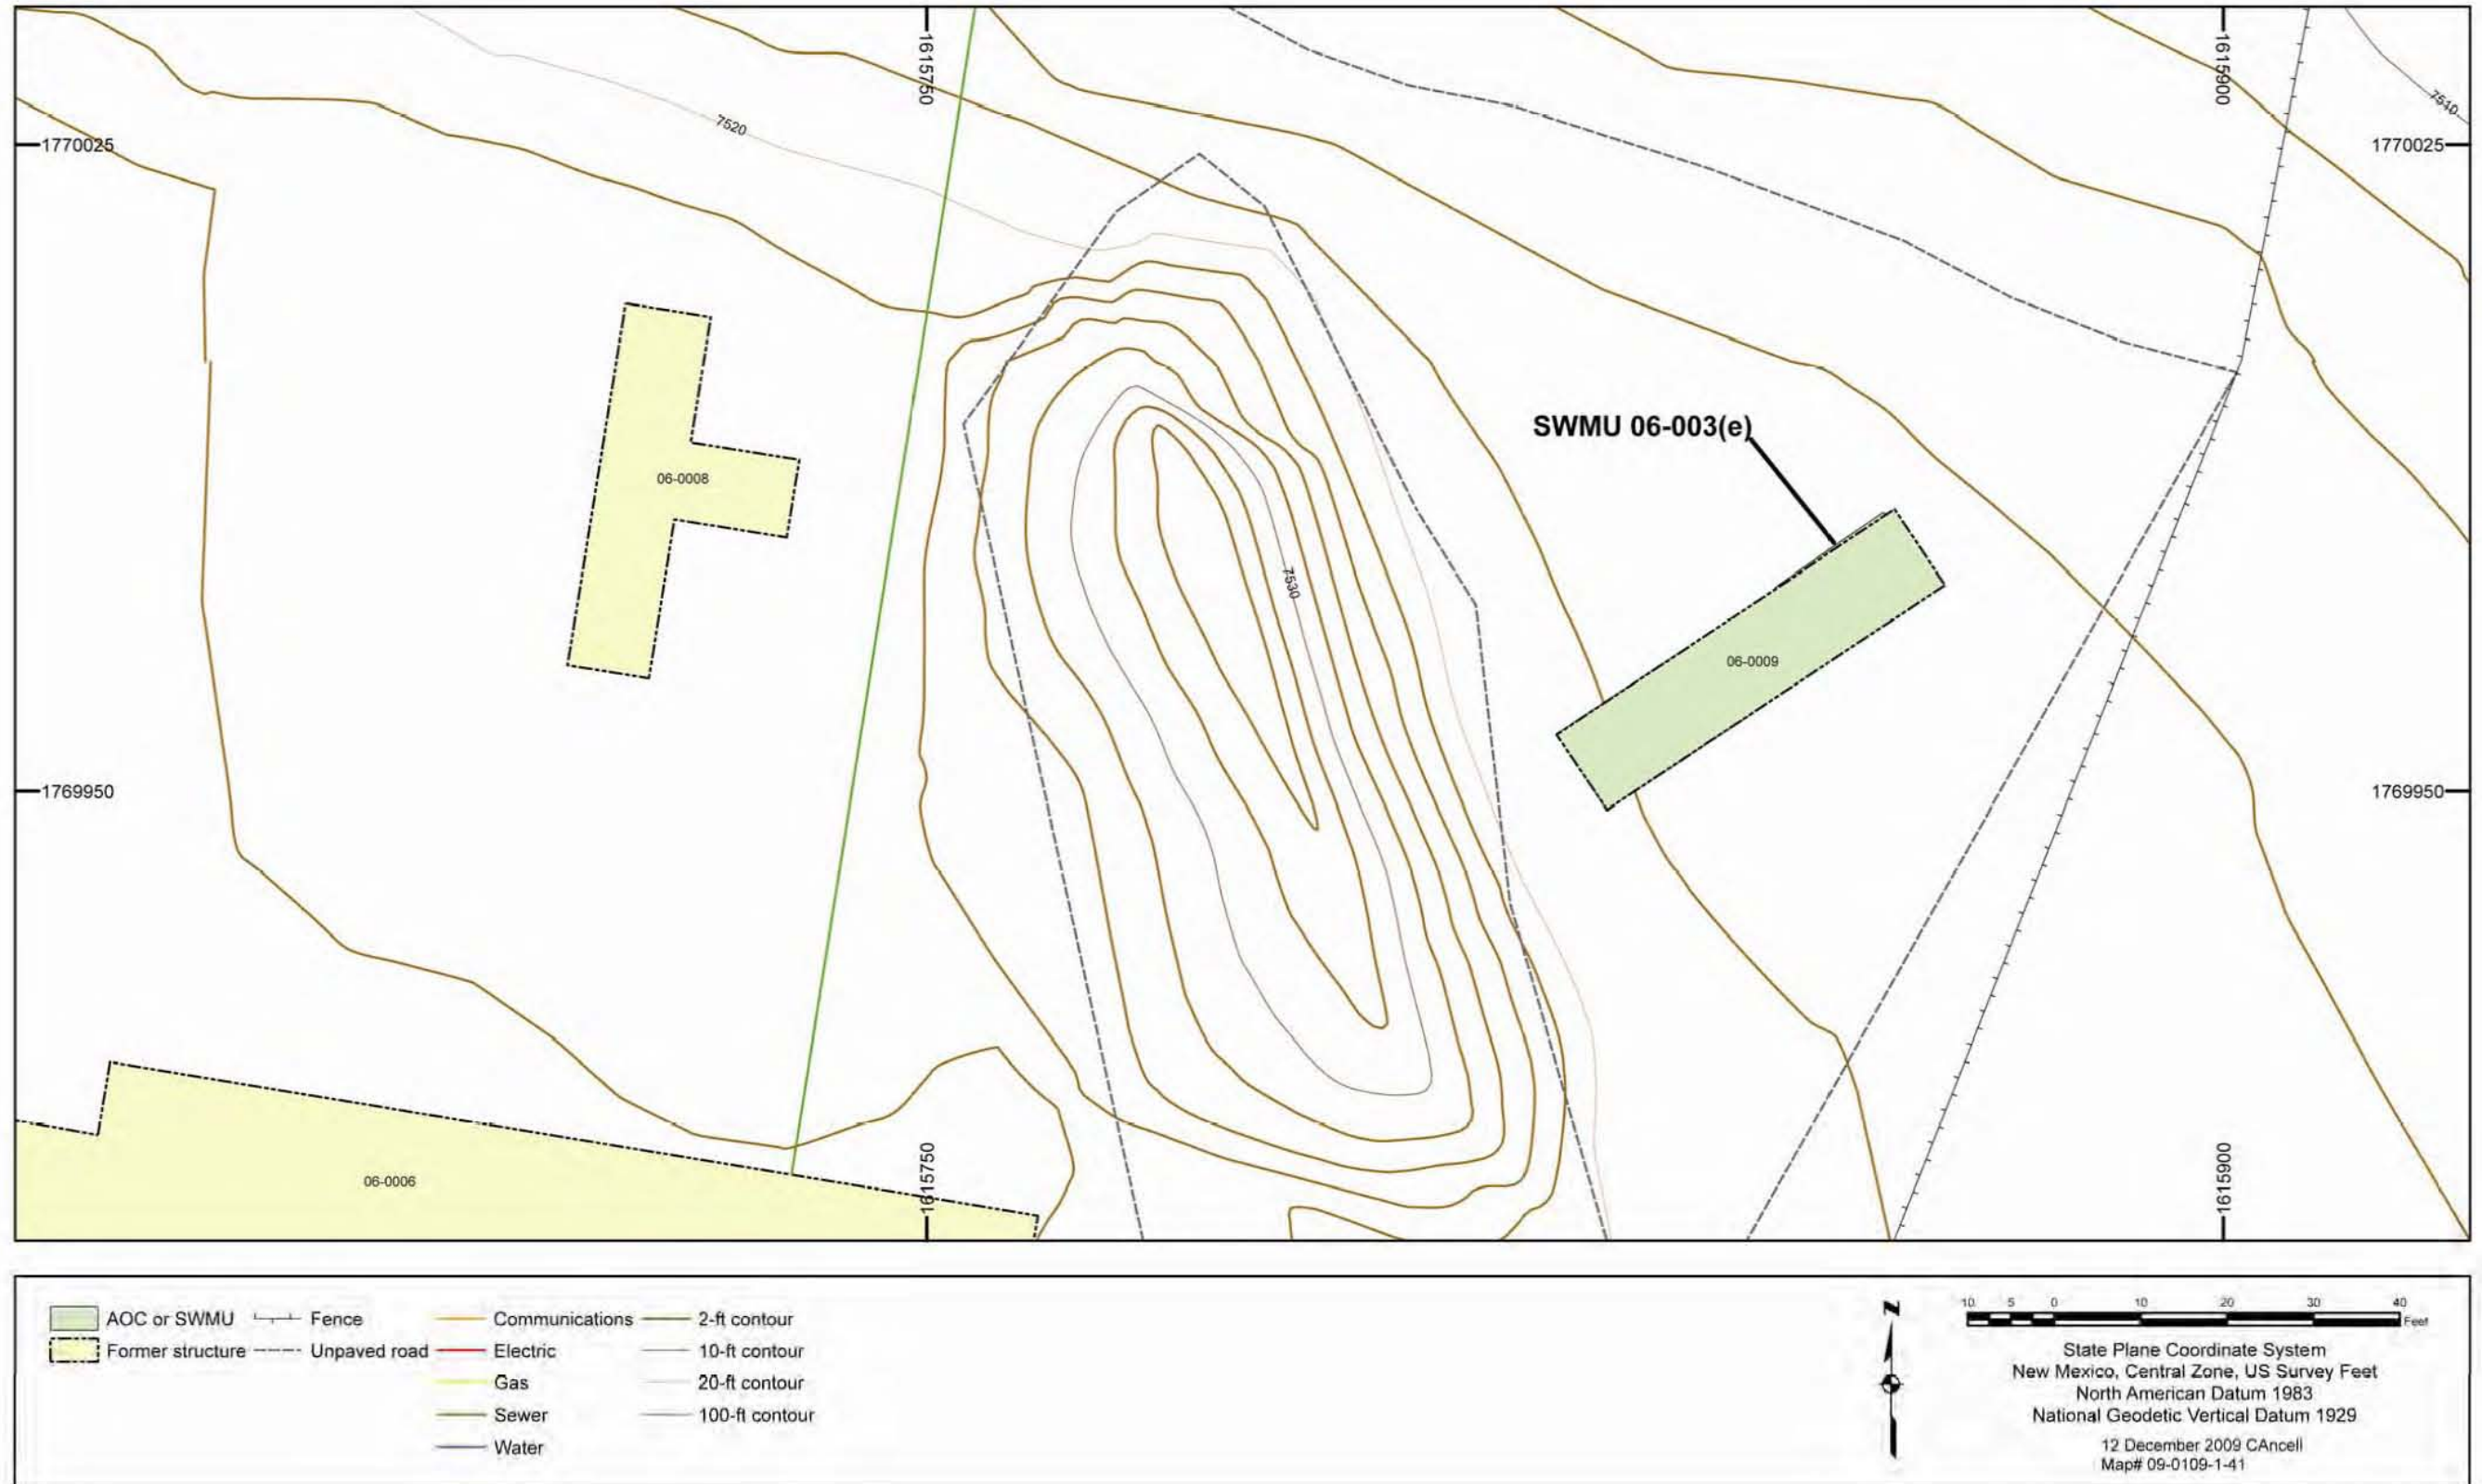 1615750
1615900
7510
7520
1770025
1770025
SWMU 06-003(e)
06-0008
7530
06-0009
1769950
1769950
1615750
1615900
06-0006
AOC or SWMU
Fence
Communications
2-ft contour
Former structure
Unpaved road
Electric
10-ft contour
Gas
20-ft contour
Sewer
100-ft contour
Water
N
10 5 0 10 20 30 40
Feet
State Plane Coordinate System
New Mexico, Central Zone, US Survey Feet
North American Datum 1983
National Geodetic Vertical Datum 1929
12 December 2009 CAncell
Map# 09-0109-1-41